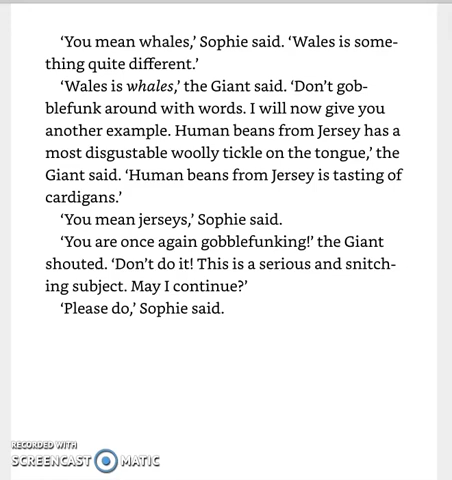 ‘You mean whales,’ Sophie said. ‘Wales is some-
thing quite different.’
‘Wales is whales,’ the Giant said. ‘Don’t gob-
blefunk around with words. I will now give you
another example. Human beans from Jersey has a
most disgustable woolly tickle on the tongue,’ the
Giant said. ‘Human beans from Jersey is tasting of
cardigans.’
‘You mean jerseys,’ Sophie said.
‘You are once again gobblefunking!’ the Giant
shouted. ‘Don’t do it! This is a serious and snitch-
ing subject. May I continue?’
‘Please do,’ Sophie said.
RECORDED WITH
SCREENCAST MATIC